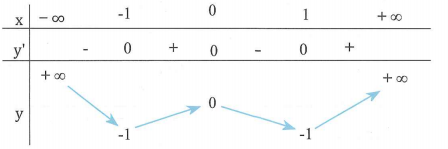 x -∞ -1 0 1 +∞
y' - 0 + 0 - 0 +
+∞ +∞
y 0
-1 -1